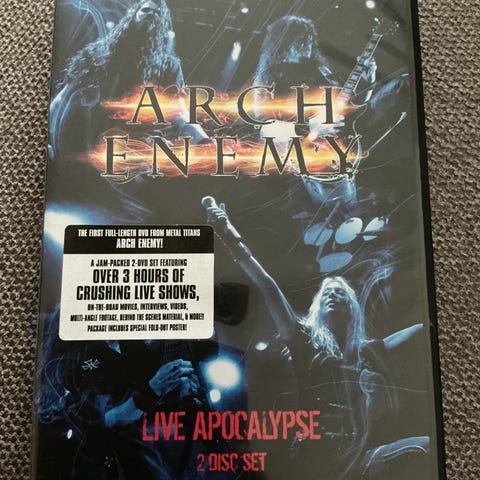 ARCH
ENEMY
THE FIRST FULL-LENGTH DVD FROM METAL TITANS
ARCH ENEMY!
A JAM-PACKED 2-DVD SET FEATURING
OVER 3 HOURS OF
CRUSHING LIVE SHOWS,
ON-THE-ROAD MOVIES, INTERVIEWS, VIDEOS,
MULTI-ANGLE FOOTAGE, BEHIND THE SCENES MATERIAL, & MORE!!
PACKAGE INCLUDES SPECIAL FOLD-OUT POSTER!
LIVE APOCALYPSE
2 DISC SET